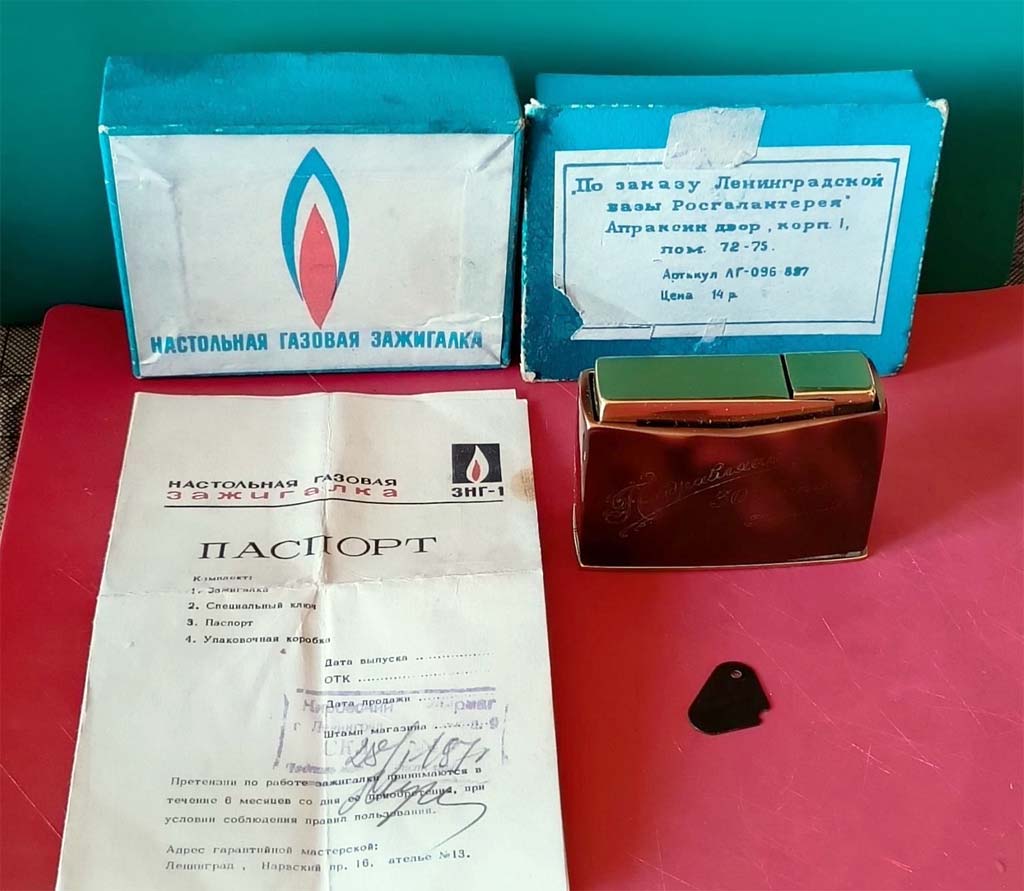 НАСТОЛЬНАЯ ГАЗОВАЯ ЗАЖИГАЛКА
"По заказу Ленинградской
базы Росгалантерея"
Апраксин двор, корп. 1,
пом. 72-75.
Артикул ЛГ-096 897
Цена 14 р.
НАСТОЛЬНАЯ ГАЗОВАЯ
зажигалка
ЗНГ-1
ПАСПОРТ
Комплект:
1. Зажигалка
2. Специальный ключ
3. Паспорт
4. Упаковочная коробка
Дата выпуска
ОТК
Дата продажи
Штамп магазина
Претензии по работе зажигалки принимаются в
течение 6 месяцев со дня ее приобретения, при
условии соблюдения правил пользования.
Адрес гарантийной мастерской:
Ленинград, Нарвский пр. 16. ателье №13.